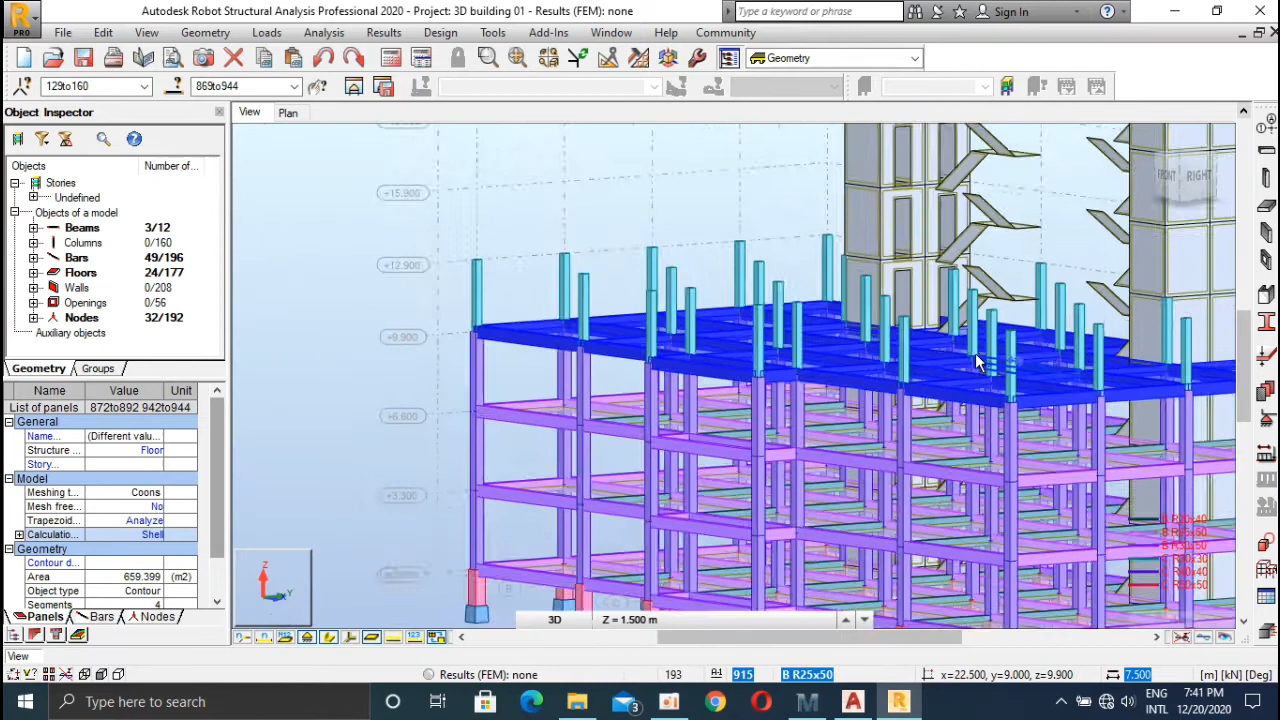 Autodesk Robot Structural Analysis Professional 2020 - Project: 3D building 01 - Results (FEM): none
Type a keyword or phrase
Sign In
PRO
File Edit View Geometry Loads Analysis Results Design Tools Add-Ins Window Help Community
Geometry
129to160
869to944
Object Inspector
View Plan
Objects Number of...
Stories
Undefined
Objects of a model
Beams 3/12
Columns 0/160
Bars 49/196
Floors 24/177
Walls 0/208
Openings 0/56
Nodes 32/192
Auxiliary objects
Geometry Groups
Name Value Unit
List of panels 872to892 942to944
General
Name... (Different valu...
Structure ... Floor
Story...
Model
Meshing t... Coons
Mesh free... No
Trapezoid... Analyze
Calculatio... Shell
Geometry
Contour d...
Area 659.399 (m2)
Object type Contour
Segments 4
Panels Bars Nodes
+15.900
+12.900
+9.900
+6.600
+3.300
FRONT RIGHT
Z
Y
3D Z = 1.500 m
View
Results (FEM): none 193 915 B R25x50 x=22.500, y=9.000, z=9.900 7.500 [m] [kN] [Deg]
Type here to search
3
ENG
INTL
7:41 PM
12/20/2020